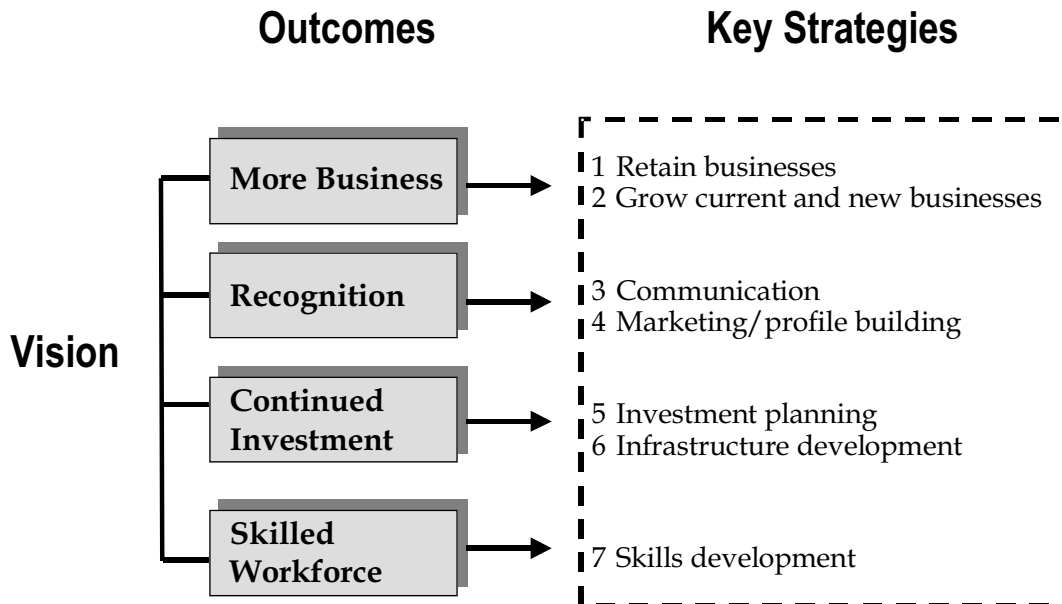 Outcomes
Key Strategies
Vision
More Business
1 Retain businesses
2 Grow current and new businesses
Recognition
3 Communication
4 Marketing/profile building
Continued
Investment
5 Investment planning
6 Infrastructure development
Skilled
Workforce
7 Skills development